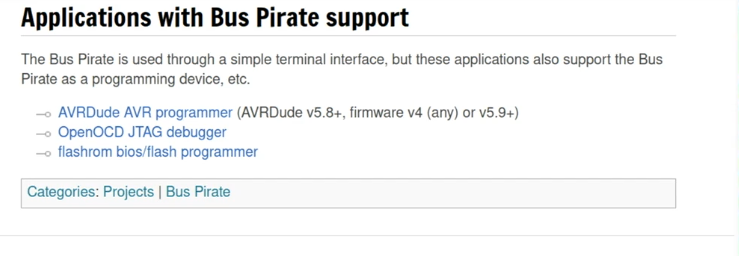 Applications with Bus Pirate support
The Bus Pirate is used through a simple terminal interface, but these applications also support the Bus
Pirate as a programming device, etc.
AVRDude AVR programmer (AVRDude v5.8+, firmware v4 (any) or v5.9+)
OpenOCD JTAG debugger
flashrom bios/flash programmer
Categories: Projects | Bus Pirate